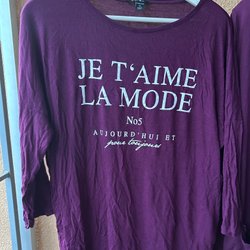 JE T'AIME
LA MODE
No5
AUJOURD'HUI ET
pour toujours